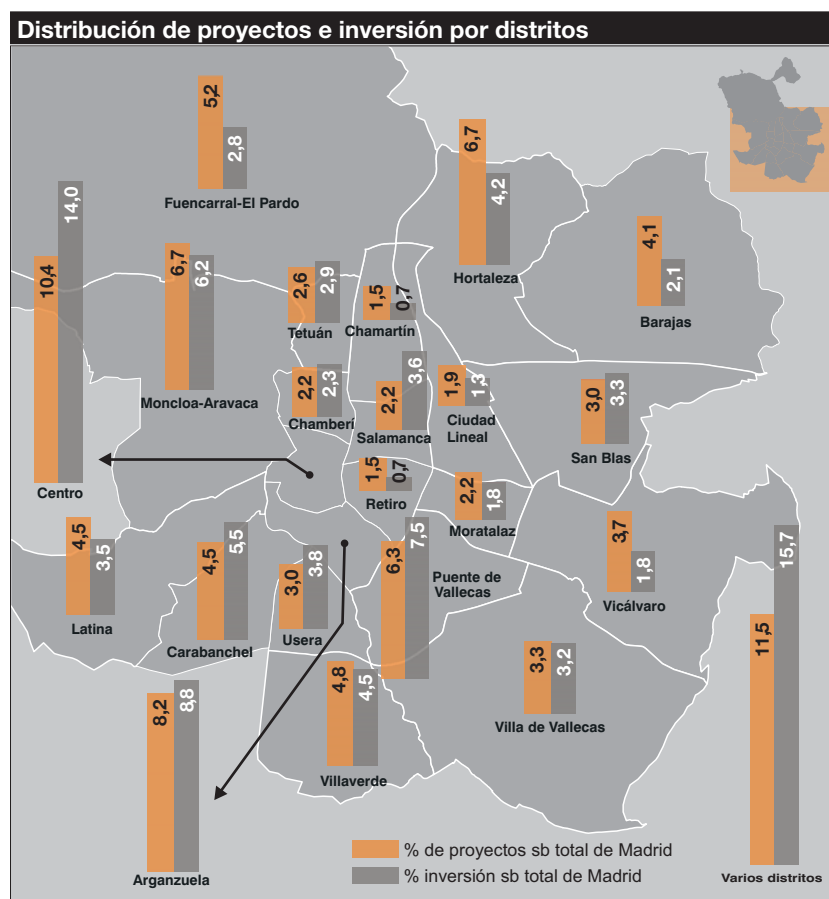 Distribución de proyectos e inversión por distritos
5,2
2,8
Fuencarral-El Pardo
6,7
4,2
Hortaleza
4,1
2,1
Barajas
10,4
14,0
Centro
6,7
6,2
Moncloa-Aravaca
2,6
2,9
Tetuán
1,5
0,7
Chamartín
2,2
2,3
Chamberí
2,2
3,6
Salamanca
1,9
1,3
Ciudad
Lineal
3,0
3,3
San Blas
1,5
0,7
Retiro
2,2
1,8
Moratalaz
3,7
1,8
Vicálvaro
4,5
3,5
Latina
4,5
5,5
Carabanchel
3,0
3,8
Usera
6,3
7,5
Puente de
Vallecas
11,5
15,7
Varios distritos
4,8
4,5
Villaverde
3,3
3,2
Villa de Vallecas
8,2
8,8
Arganzuela
% de proyectos sb total de Madrid
% inversión sb total de Madrid